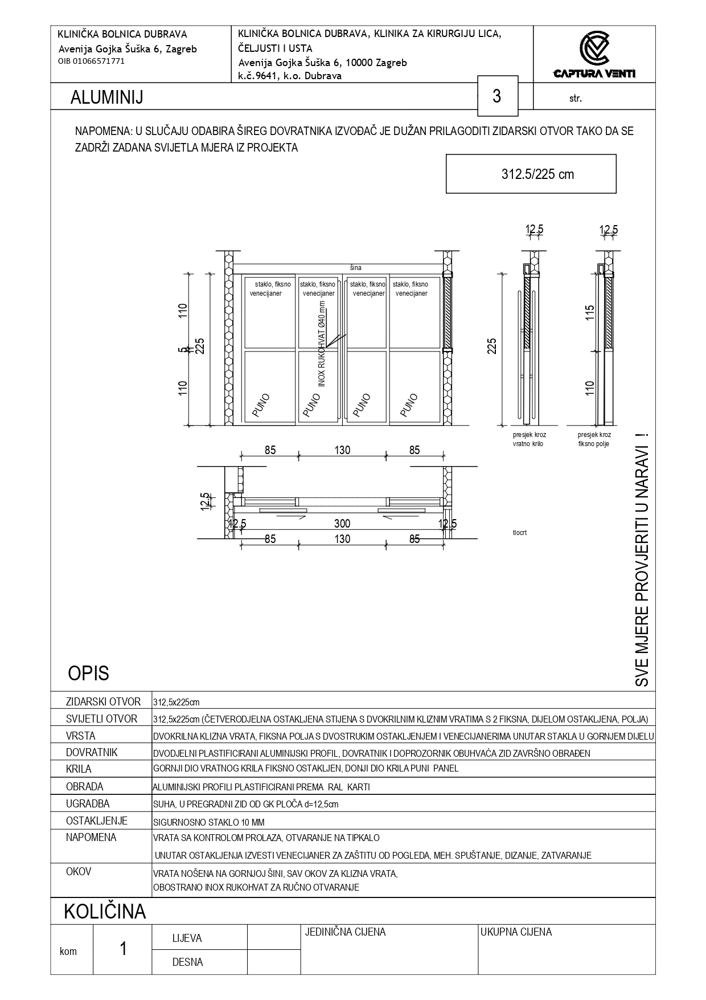 KLINIČKA BOLNICA DUBRAVA
Avenija Gojka Šuška 6, Zagreb
OIB 01066571771
KLINIČKA BOLNICA DUBRAVA, KLINIKA ZA KIRURGIJU LICA,
ČELJUSTI I USTA
Avenija Gojka Šuška 6, 10000 Zagreb
k.č.9641, k.o. Dubrava
CAPTURA VENTI
ALUMINIJ
3
str.
NAPOMENA: U SLUČAJU ODABIRA ŠIREG DOVRATNIKA IZVOĐAČ JE DUŽAN PRILAGODITI ZIDARSKI OTVOR TAKO DA SE
ZADRŽI ZADANA SVIJETLA MJERA IZ PROJEKTA
312.5/225 cm
12.5
12.5
šina
staklo, fiksno
venecijaner
staklo, fiksno
venecijaner
staklo, fiksno
venecijaner
staklo, fiksno
venecijaner
INOX RUKOHVAT Ø40 mm
110
5
110
225
PUNO
PUNO
PUNO
PUNO
225
115
110
presjek kroz
vratno krilo
presjek kroz
fiksno polje
85
130
85
12.5
12.5
300
12.5
85
130
85
tlocrt
SVE MJERE PROVJERITI U NARAVI !
OPIS
ZIDARSKI OTVOR
312,5x225cm
SVIJETLI OTVOR
312,5x225cm (ČETVERODJELNA OSTAKLJENA STIJENA S DVOKRILNIM KLIZNIM VRATIMA S 2 FIKSNA, DIJELOM OSTAKLJENA, POLJA)
VRSTA
DVOKRILNA KLIZNA VRATA, FIKSNA POLJA S DVOSTRUKIM OSTAKLJENJEM I VENECIJANERIMA UNUTAR STAKLA U GORNJEM DIJELU
DOVRATNIK
DVODJELNI PLASTIFICIRANI ALUMINIJSKI PROFIL, DOVRATNIK I DOPROZORNIK OBUHVAĆA ZID ZAVRŠNO OBRAĐEN
KRILA
GORNJI DIO VRATNOG KRILA FIKSNO OSTAKLJEN, DONJI DIO KRILA PUNI PANEL
OBRADA
ALUMINIJSKI PROFILI PLASTIFICIRANI PREMA RAL KARTI
UGRADBA
SUHA, U PREGRADNI ZID OD GK PLOČA d=12,5cm
OSTAKLJENJE
SIGURNOSNO STAKLO 10 MM
NAPOMENA
VRATA SA KONTROLOM PROLAZA, OTVARANJE NA TIPKALO
UNUTAR OSTAKLJENJA IZVESTI VENECIJANER ZA ZAŠTITU OD POGLEDA, MEH. SPUŠTANJE, DIZANJE, ZATVARANJE
OKOV
VRATA NOŠENA NA GORNJOJ ŠINI, SAV OKOV ZA KLIZNA VRATA,
OBOSTRANO INOX RUKOHVAT ZA RUČNO OTVARANJE
KOLIČINA
kom
1
LIJEVA
DESNA
JEDINIČNA CIJENA
UKUPNA CIJENA